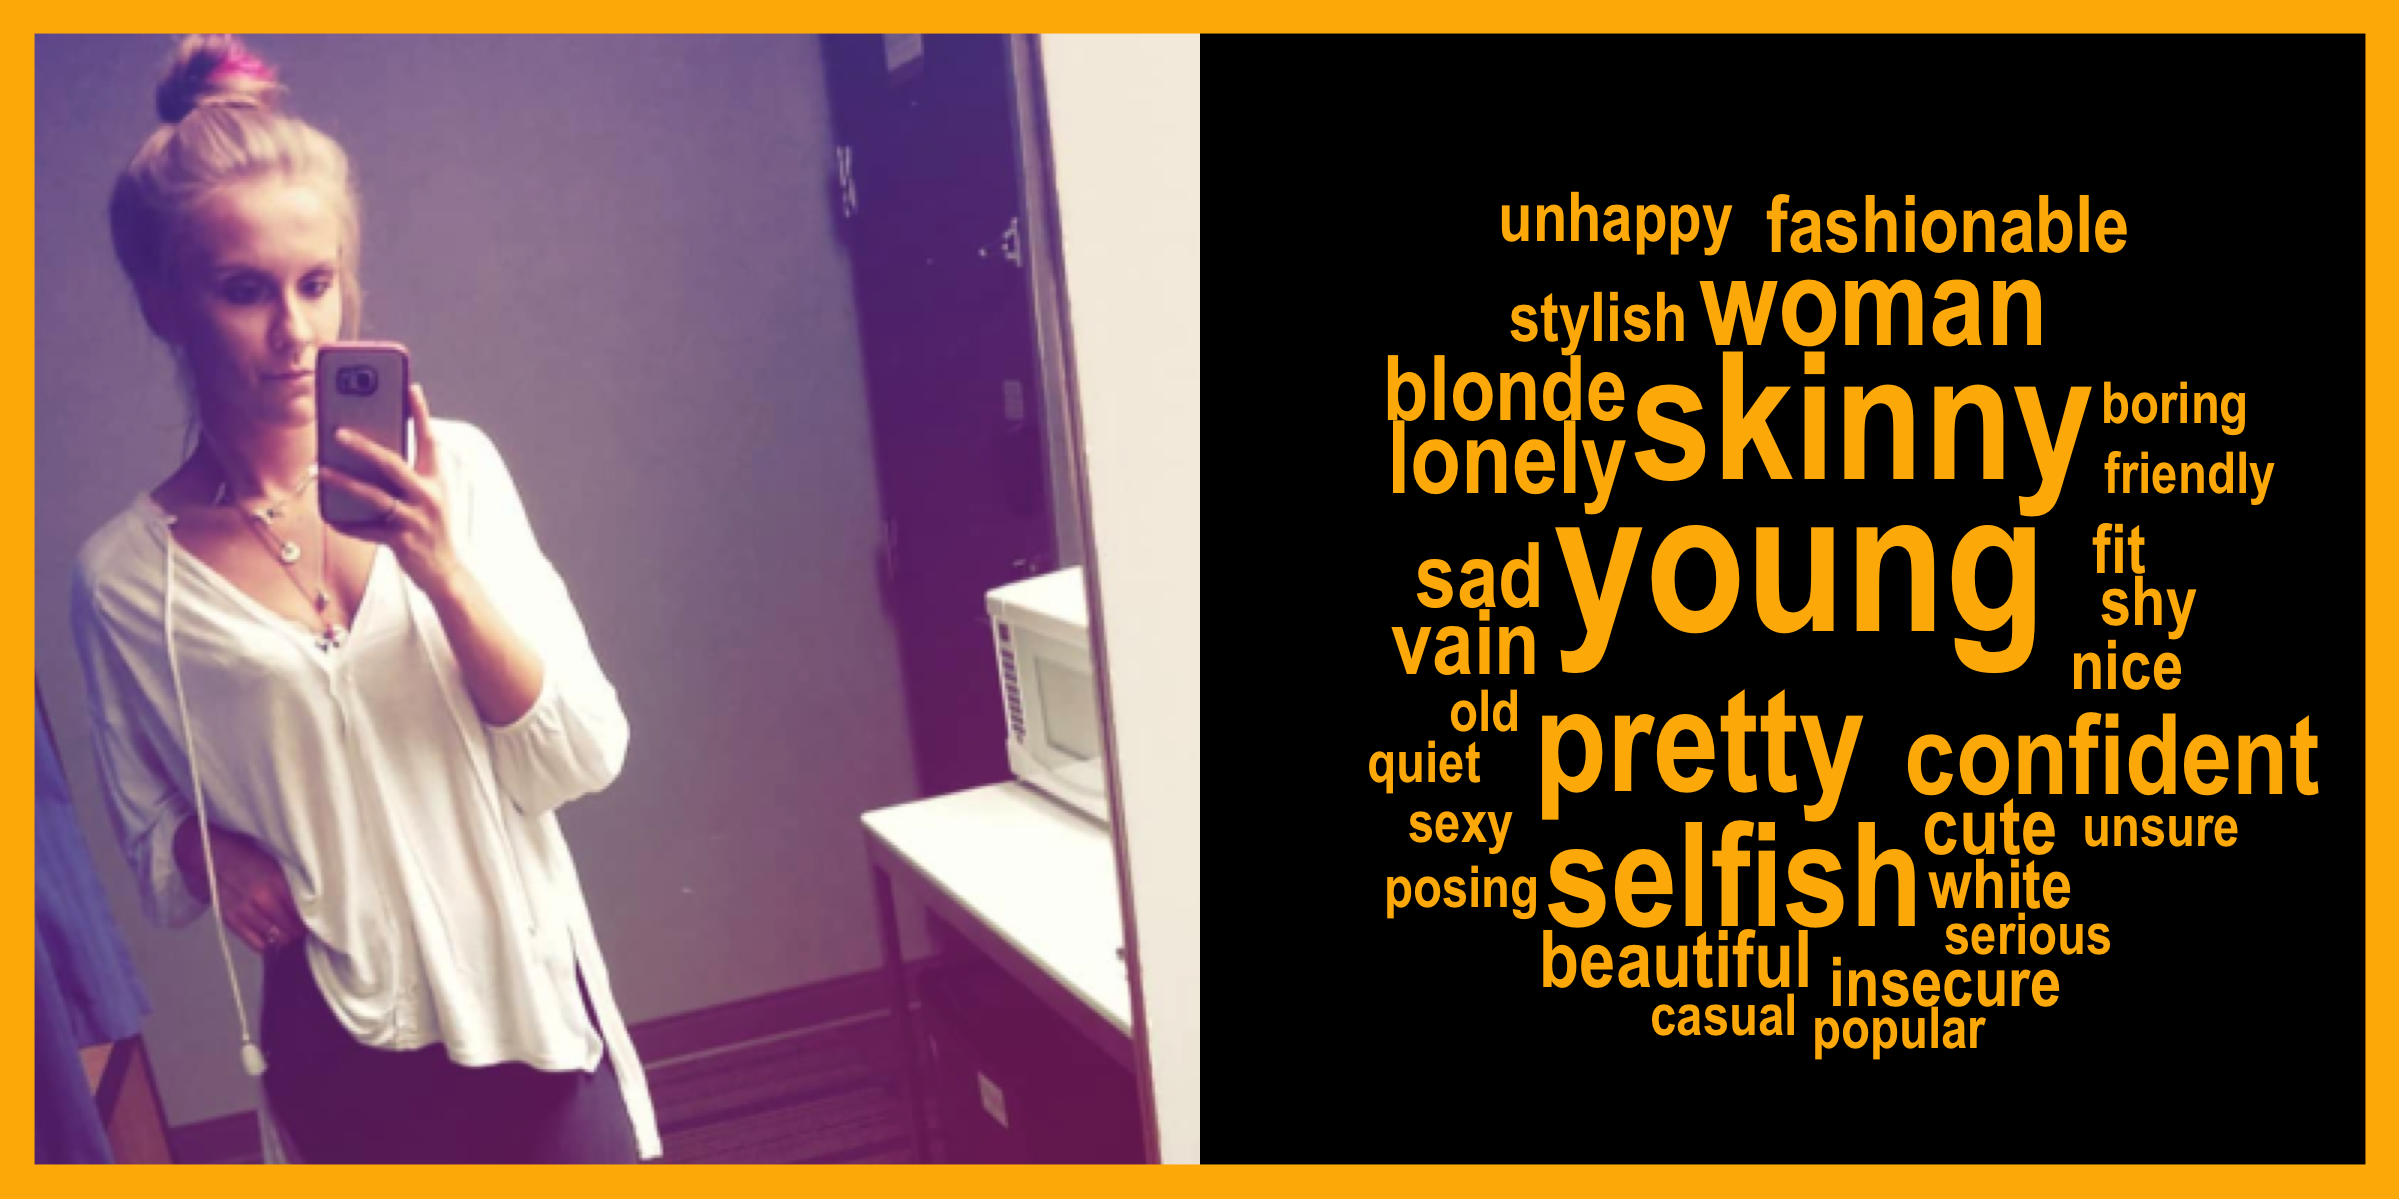 unhappy fashionable
stylish woman
blonde skinny boring
lonely friendly
sad young fit
shy
vain nice
old pretty confident
quiet
sexy cute unsure
posing selfish white
serious
beautiful insecure
casual popular